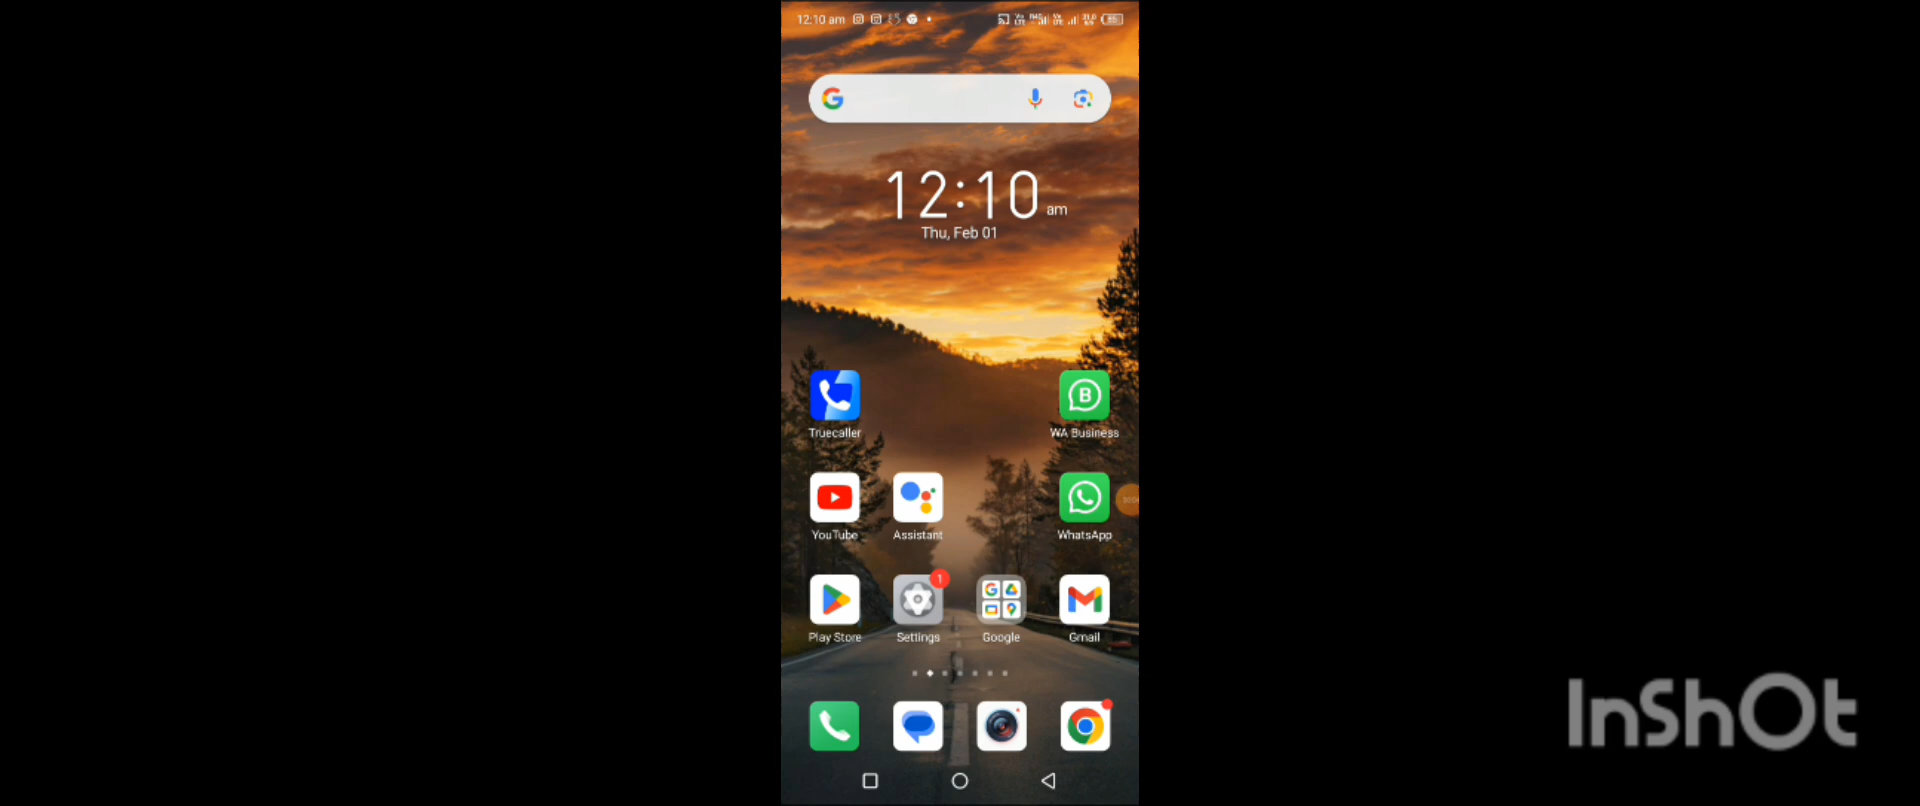 12:10 am
12:10 am
Thu, Feb 01
Truecaller
WA Business
YouTube
Assistant
WhatsApp
Play Store
Settings
1
Google
Gmail
InShOt